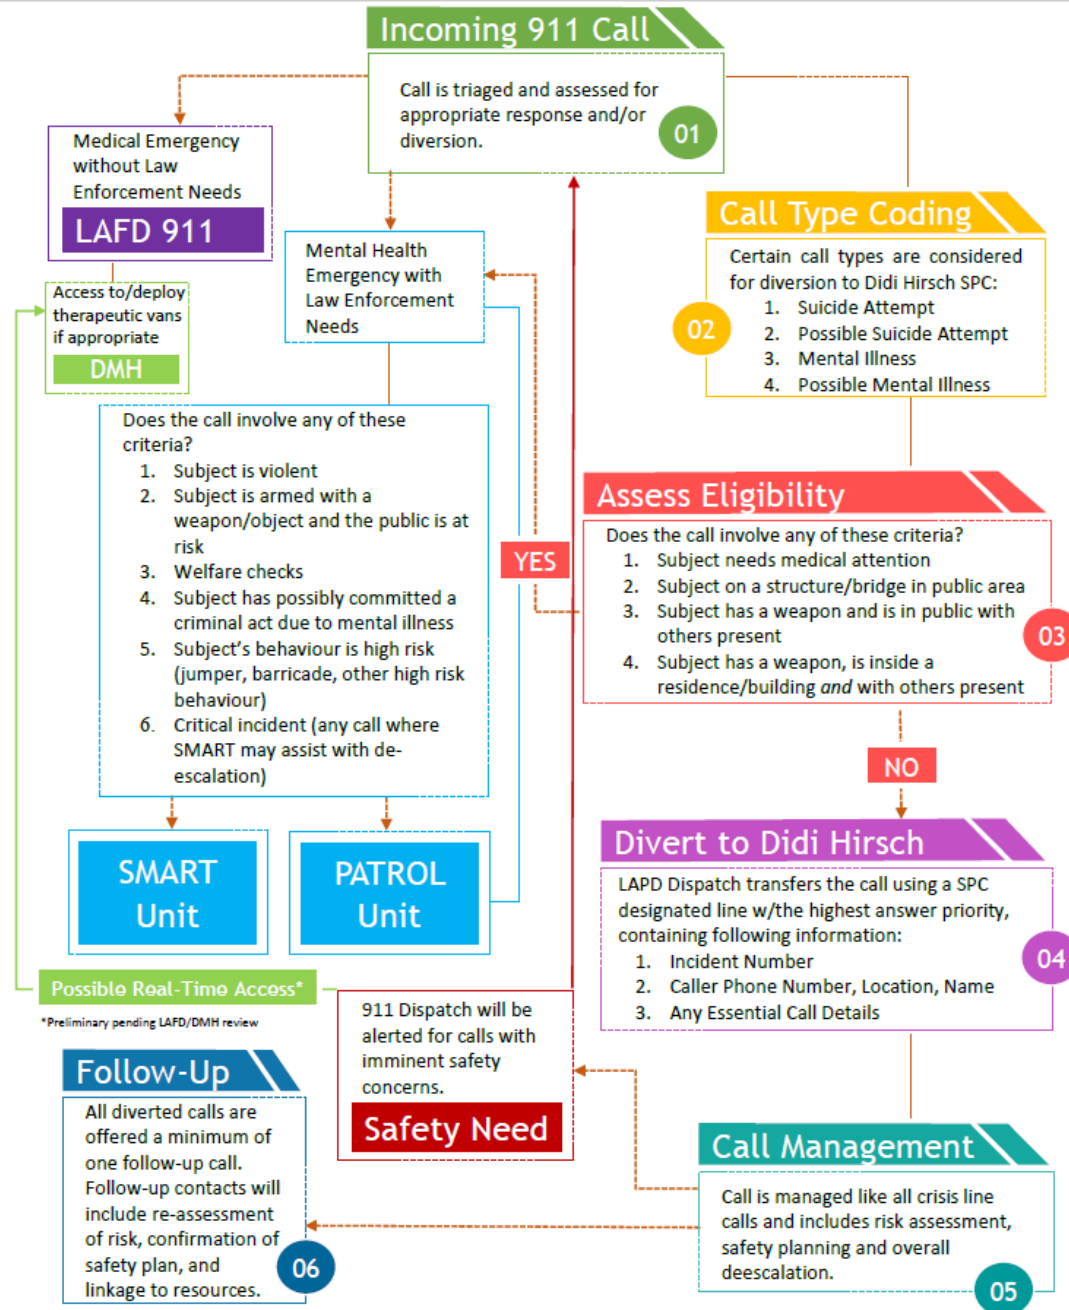 Incoming 911 Call
Call is triaged and assessed for
appropriate response and/or
diversion.
01
Medical Emergency
without Law
Enforcement Needs
LAFD 911
Access to/deploy
therapeutic vans
if appropriate
DMH
Mental Health
Emergency with
Law Enforcement
Needs
Call Type Coding
Certain call types are considered
for diversion to Didi Hirsch SPC:
1. Suicide Attempt
2. Possible Suicide Attempt
3. Mental Illness
4. Possible Mental Illness
02
Does the call involve any of these
criteria?
1. Subject is violent
2. Subject is armed with a
weapon/object and the public is at
risk
3. Welfare checks
4. Subject has possibly committed a
criminal act due to mental illness
5. Subject's behaviour is high risk
(jumper, barricade, other high risk
behaviour)
6. Critical incident (any call where
SMART may assist with de-
escalation)
YES
Assess Eligibility
Does the call involve any of these criteria?
1. Subject needs medical attention
2. Subject on a structure/bridge in public area
3. Subject has a weapon and is in public with
others present
4. Subject has a weapon, is inside a
residence/building and with others present
03
NO
SMART
Unit
PATROL
Unit
Divert to Didi Hirsch
LAPD Dispatch transfers the call using a SPC
designated line w/the highest answer priority,
containing following information:
1. Incident Number
2. Caller Phone Number, Location, Name
3. Any Essential Call Details
04
Possible Real-Time Access*
*Preliminary pending LAFD/DMH review
911 Dispatch will be
alerted for calls with
imminent safety
concerns.
Safety Need
Follow-Up
All diverted calls are
offered a minimum of
one follow-up call.
Follow-up contacts will
include re-assessment
of risk, confirmation of
safety plan, and
linkage to resources.
06
Call Management
Call is managed like all crisis line
calls and includes risk assessment,
safety planning and overall
deescalation.
05